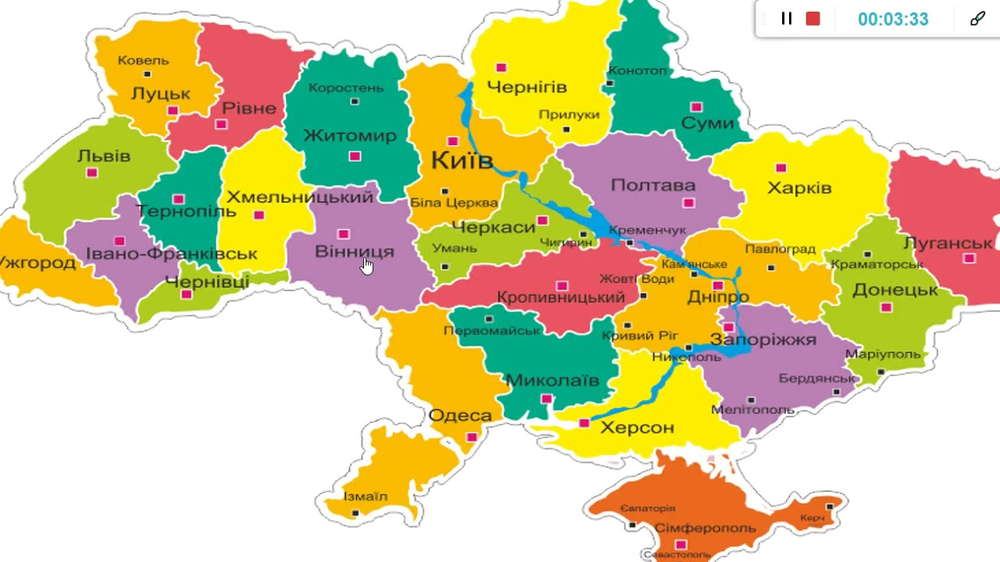 00:03:33
Ковель
Луцьк
Рівне
Коростень
Житомир
Київ
Біла Церква
Чернігів
Прилуки
Конотоп
Суми
Львів
Тернопіль
Хмельницький
Вінниця
Ужгород
Івано-Франківськ
Чернівці
Черкаси
Умань
Чигирин
Полтава
Кременчук
Харків
Луганськ
Павлоград
Краматорськ
Кам'янське
Жовті Води
Дніпро
Донецьк
Кропивницький
Первомайськ
Кривий Ріг
Запоріжжя
Никополь
Маріуполь
Бердянськ
Мелітополь
Миколаїв
Одеса
Херсон
Ізмаїл
Євпаторія
Керч
Сімферополь
Севастополь